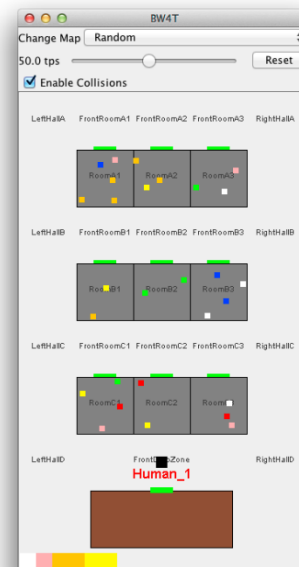 BW4T
Change Map Random
50.0 tps Reset
Enable Collisions
LeftHallA FrontRoomA1 FrontRoomA2 FrontRoomA3 RightHallA
RoomA1 RoomA2 RoomA3
LeftHallB FrontRoomB1 FrontRoomB2 FrontRoomB3 RightHallB
RoomB1 RoomB2 RoomB3
LeftHallC FrontRoomC1 FrontRoomC2 FrontRoomC3 RightHallC
RoomC1 RoomC2
LeftHallD FrontDropZone RightHallD
Human_1